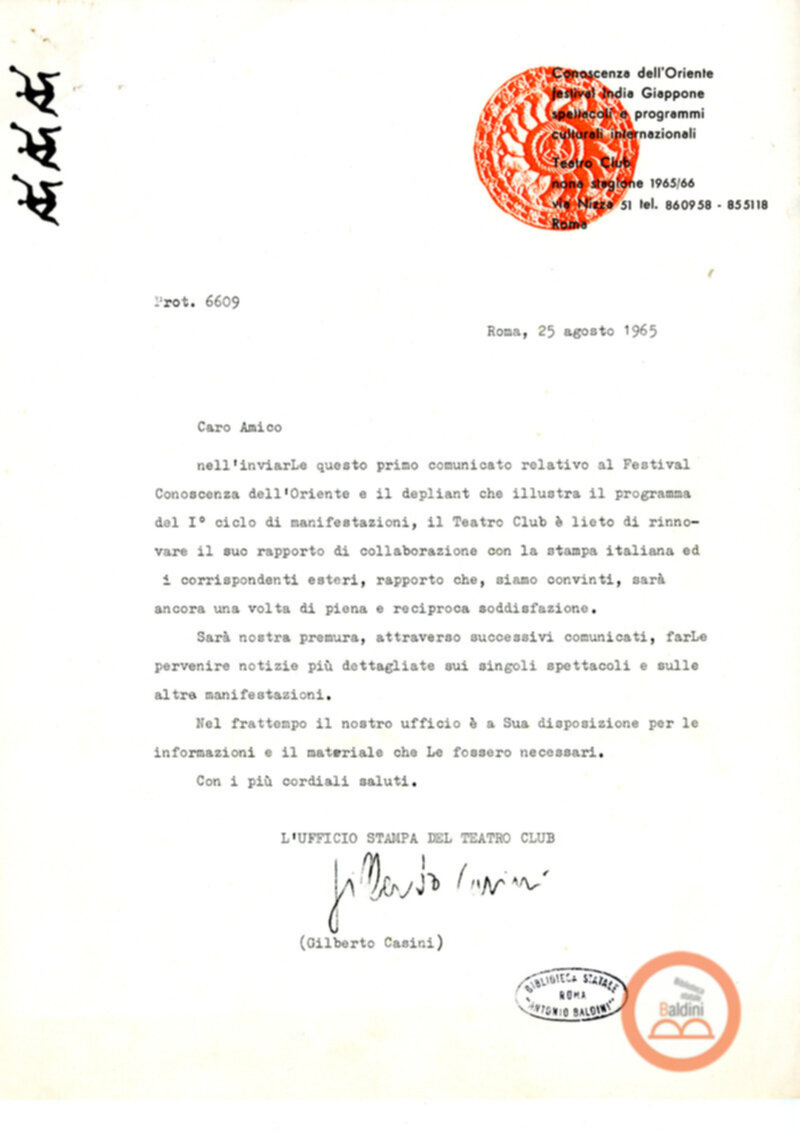 Conoscenza dell'Oriente
festival India Giappone
spettacoli e programmi
culturali internazionali
Teatro Club
nona stagione 1965/66
via Nizza 51 tel. 860958 - 855118
Roma
Prot. 6609
Roma, 25 agosto 1965
Caro Amico
nell'inviarLe questo primo comunicato relativo al Festival
Conoscenza dell'Oriente e il depliant che illustra il programma
del I° ciclo di manifestazioni, il Teatro Club è lieto di rinno-
vare il suo rapporto di collaborazione con la stampa italiana ed
i corrispondenti esteri, rapporto che, siamo convinti, sarà
ancora una volta di piena e reciproca soddisfazione.
Sarà nostra premura, attraverso successivi comunicati, farLe
pervenire notizie più dettagliate sui singoli spettacoli e sulle
altre manifestazioni.
Nel frattempo il nostro ufficio è a Sua disposizione per le
informazioni e il materiale che Le fossero necessari.
Con i più cordiali saluti.
L'UFFICIO STAMPA DEL TEATRO CLUB
Gilberto Casini
(Gilberto Casini)
BIBLIOTECA STATALE
ROMA
"ANTONIO BALDINI"
Biblioteca
statale
Baldini